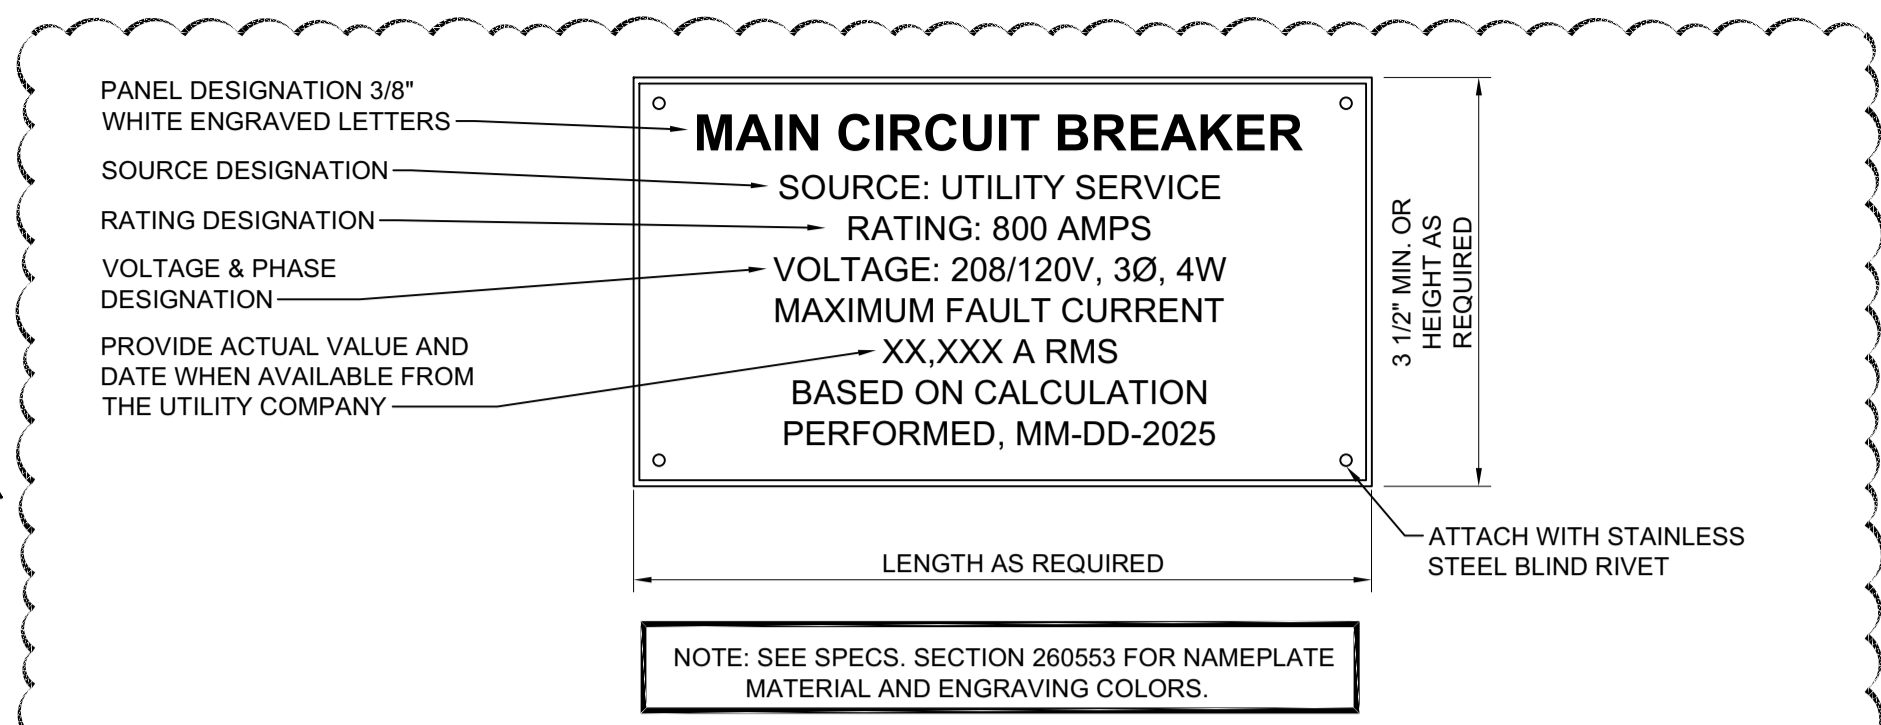 PANEL DESIGNATION 3/8"
WHITE ENGRAVED LETTERS
SOURCE DESIGNATION
RATING DESIGNATION
VOLTAGE & PHASE
DESIGNATION
PROVIDE ACTUAL VALUE AND
DATE WHEN AVAILABLE FROM
THE UTILITY COMPANY
MAIN CIRCUIT BREAKER
SOURCE: UTILITY SERVICE
RATING: 800 AMPS
VOLTAGE: 208/120V, 3Ø, 4W
MAXIMUM FAULT CURRENT
XX,XXX A RMS
BASED ON CALCULATION
PERFORMED, MM-DD-2025
3 1/2" MIN. OR
HEIGHT AS
REQUIRED
ATTACH WITH STAINLESS
STEEL BLIND RIVET
LENGTH AS REQUIRED
NOTE: SEE SPECS. SECTION 260553 FOR NAMEPLATE
MATERIAL AND ENGRAVING COLORS.